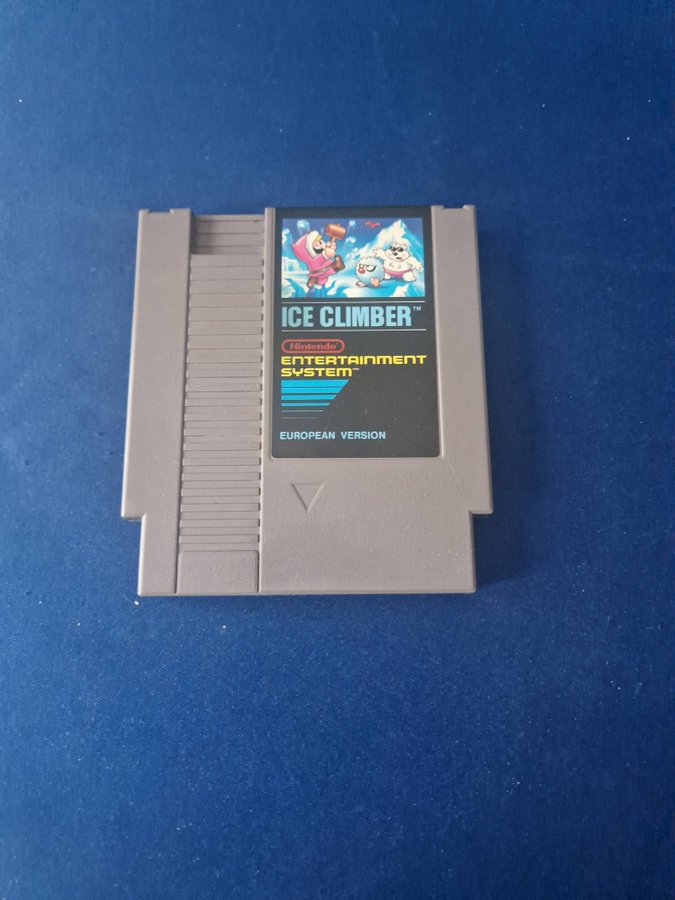 ICE CLIMBER™
Nintendo
ENTERTAINMENT
SYSTEM™
EUROPEAN VERSION